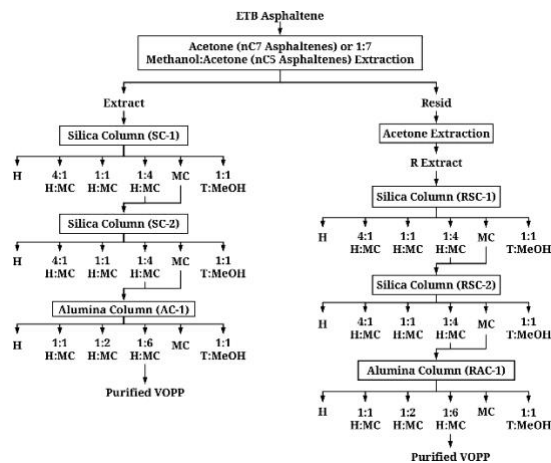 ETB Asphaltene
Acetone (nC7 Asphaltenes) or 1:7
Methanol:Acetone (nC5 Asphaltenes) Extraction
Extract
Silica Column (SC-1)
H 4:1 1:1 1:4 MC 1:1
H:MC H:MC H:MC T:MeOH
Silica Column (SC-2)
H 4:1 1:1 1:4 MC 1:1
H:MC H:MC H:MC T:MeOH
Alumina Column (AC-1)
H 1:1 1:2 1:6 MC 1:1
H:MC H:MC H:MC T:MeOH
Purified VOPP
Resid
Acetone Extraction
R Extract
Silica Column (RSC-1)
H 4:1 1:1 1:4 MC 1:1
H:MC H:MC H:MC T:MeOH
Silica Column (RSC-2)
H 4:1 1:1 1:4 MC 1:1
H:MC H:MC H:MC T:MeOH
Alumina Column (RAC-1)
H 1:1 1:2 1:6 MC 1:1
H:MC H:MC H:MC T:MeOH
Purified VOPP